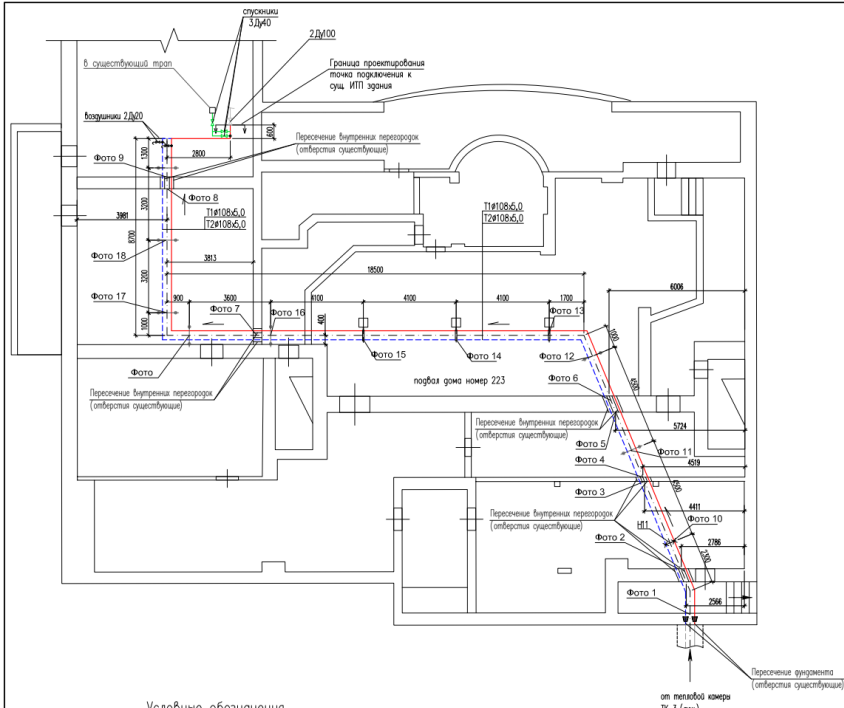 спускники
3Ду40
2Ду100
в существующий трап
Граница проектирования
точка подключения к
сущ. ИТП здания
воздушники 2Ду20
600
Пересечение внутренних перегородок
(отверстия существующие)
1300
2800
Фото 9
Фото 8
Т1ø108х5,0
Т2ø108х5,0
Т1ø108х5,0
Т2ø108х5,0
3981
8700
3200
Фото 18
3813
18500
6006
3200
900
3600
4100
4100
4100
1700
Фото 17
Фото 7
Фото 16
Фото 13
1000
400
1000
Фото
Фото 15
Фото 14
Фото 12
подвал дома номер 223
Фото 6
4500
Пересечение внутренних перегородок
(отверстия существующие)
Пересечение внутренних перегородок
(отверстия существующие)
5724
Фото 5
Фото 11
Фото 4
4519
Фото 3
4500
4411
Пересечение внутренних перегородок
(отверстия существующие)
Н11
Фото 10
Фото 2
2786
2300
Фото 1
2566
Пересечение фундамента
(отверстия существующие)
от тепловой камеры
Условные обозначения